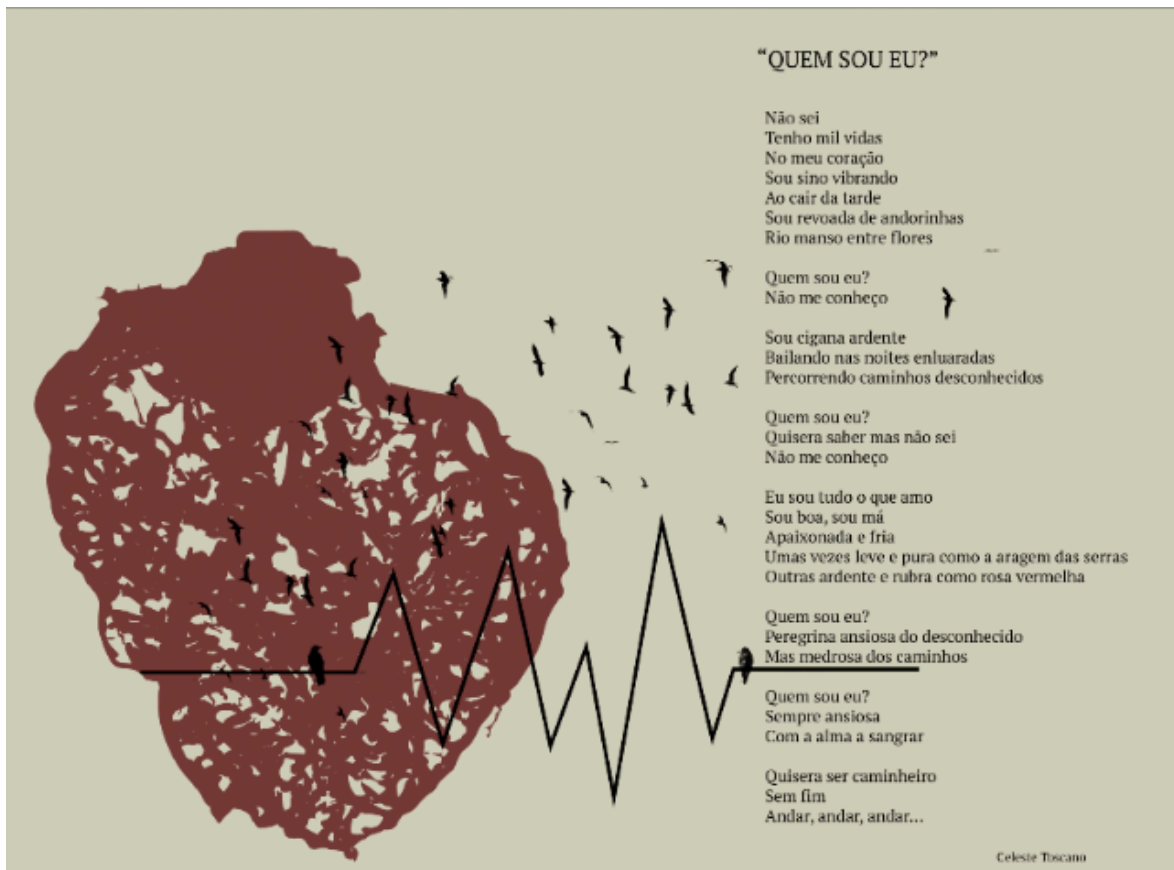 “QUEM SOU EU?”
Não sei
Tenho mil vidas
No meu coração
Sou sino vibrando
Ao cair da tarde
Sou revoada de andorinhas
Rio manso entre flores
Quem sou eu?
Não me conheço
Sou cigana ardente
Bailando nas noites enluaradas
Percorrendo caminhos desconhecidos
Quem sou eu?
Quisera saber mas não sei
Não me conheço
Eu sou tudo o que amo
Sou boa, sou má
Apaixonada e fria
Umas vezes leve e pura como a aragem das serras
Outras ardente e rubra como rosa vermelha
Quem sou eu?
Peregrina ansiosa do desconhecido
Mas medrosa dos caminhos
Quem sou eu?
Sempre ansiosa
Com a alma a sangrar
Quisera ser caminheiro
Sem fim
Andar, andar, andar...
Celeste Toscano